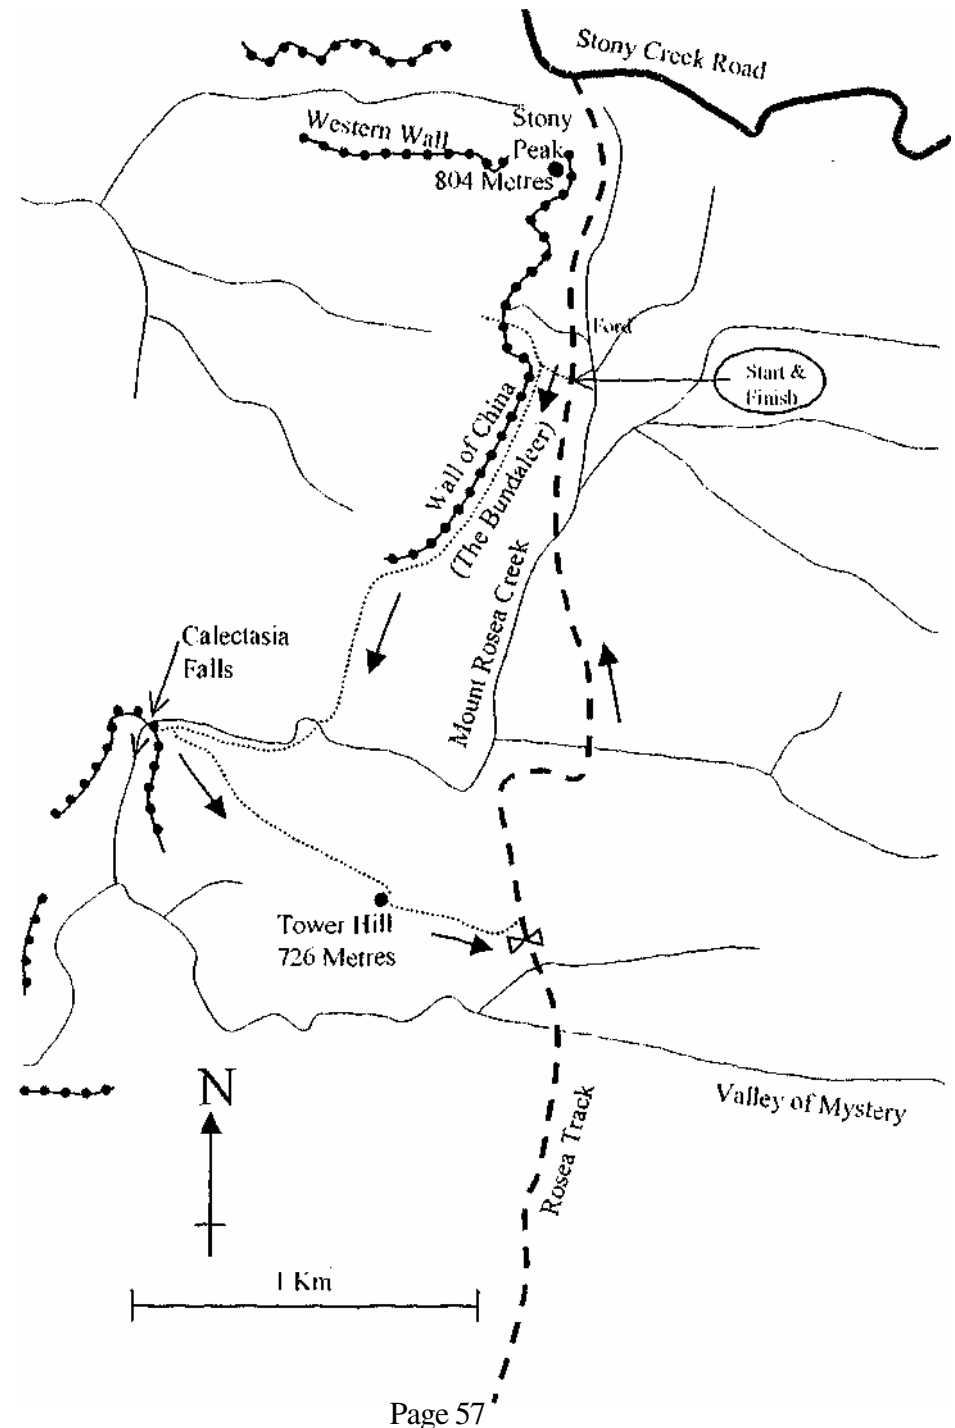 Stony Creek Road
Western Wall
Stony
Peak
804 Metres
Ford
Start &
Finish
Wall of China
(The Bundaleer)
Mount Rosea Creek
Calectasia
Falls
Tower Hill
726 Metres
Valley of Mystery
N
Rosea Track
1 Km
Page 57